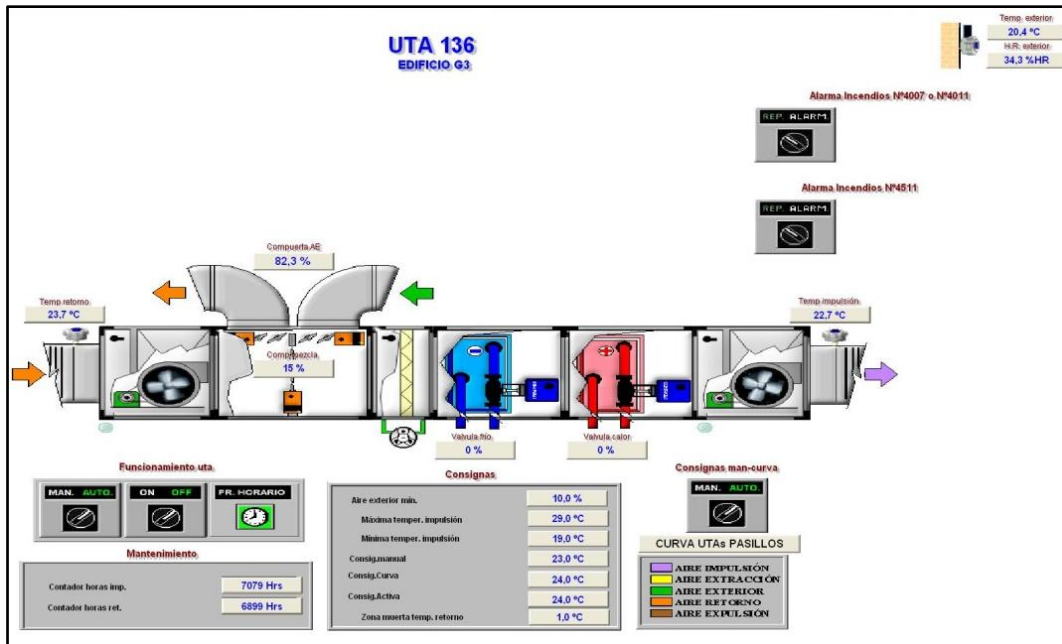 UTA 136
EDIFICIO G3
Temp. exterior
20,4 ºC
H.R. exterior
34,3 %HR
Alarma Incendios Nº4007 o Nº4011
REP. ALARM.
Alarma Incendios Nº4511
REP. ALARM.
Compuerta AE
82,3 %
Temp.retorno
23,7 ºC
Temp.impulsión
22,7 ºC
Comp.mezcla
15 %
Valvula.frío
0 %
Valvula.calor
0 %
Funcionamiento uta
MAN. AUTO.
ON OFF
PR. HORARIO
Mantenimiento
Contador horas imp. 7079 Hrs
Contador horas ret. 6899 Hrs
Consignas
Aire exterior min. 10,0 %
Máxima temper. impulsión 29,0 ºC
Mínima temper. impulsión 19,0 ºC
Consig.manual 23,0 ºC
Consig.Curva 24,0 ºC
Consig.Activa 24,0 ºC
Zona muerta temp. retorno 1,0 ºC
Consignas man-curva
MAN. AUTO.
CURVA UTAs PASILLOS
AIRE IMPULSIÓN
AIRE EXTRACCIÓN
AIRE EXTERIOR
AIRE RETORNO
AIRE EXPULSIÓN